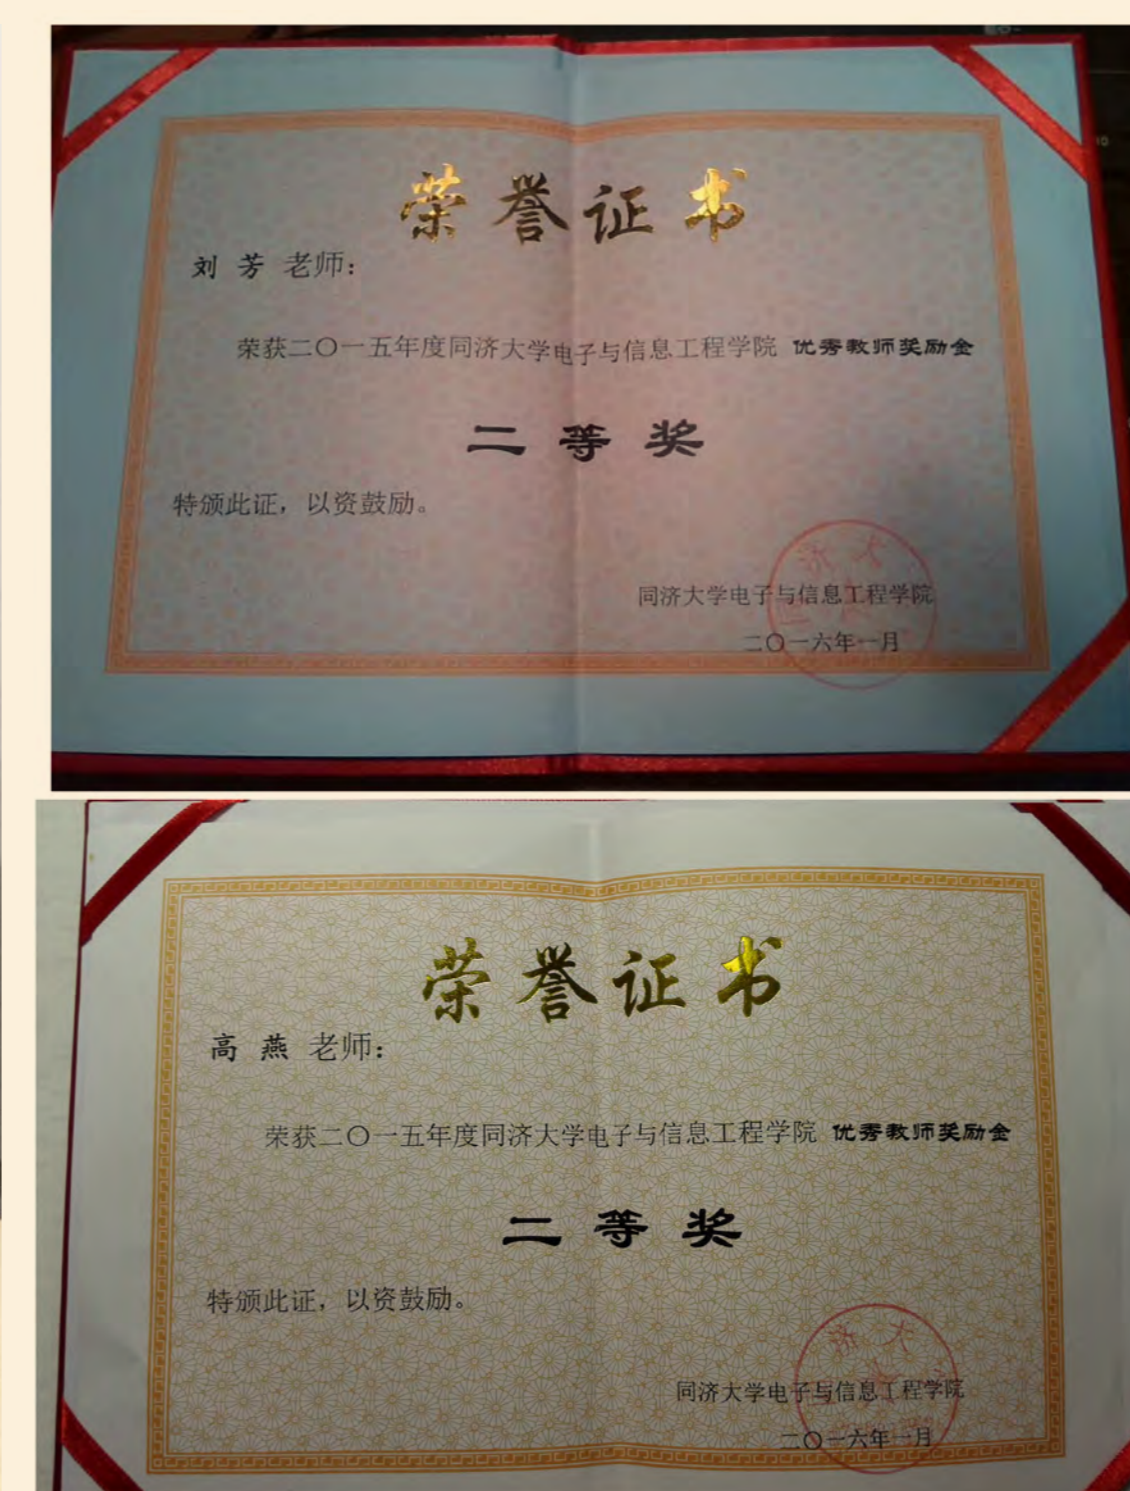 荣誉证书
刘 芳 老师：
荣获二〇一五年度同济大学电子与信息工程学院 优秀教师奖励金
二等奖
特颁此证，以资鼓励。
同济大学电子与信息工程学院
二〇一六年一月
荣誉证书
高 燕 老师：
荣获二〇一五年度同济大学电子与信息工程学院 优秀教师奖励金
二等奖
特颁此证，以资鼓励。
同济大学电子与信息工程学院
二〇一六年一月